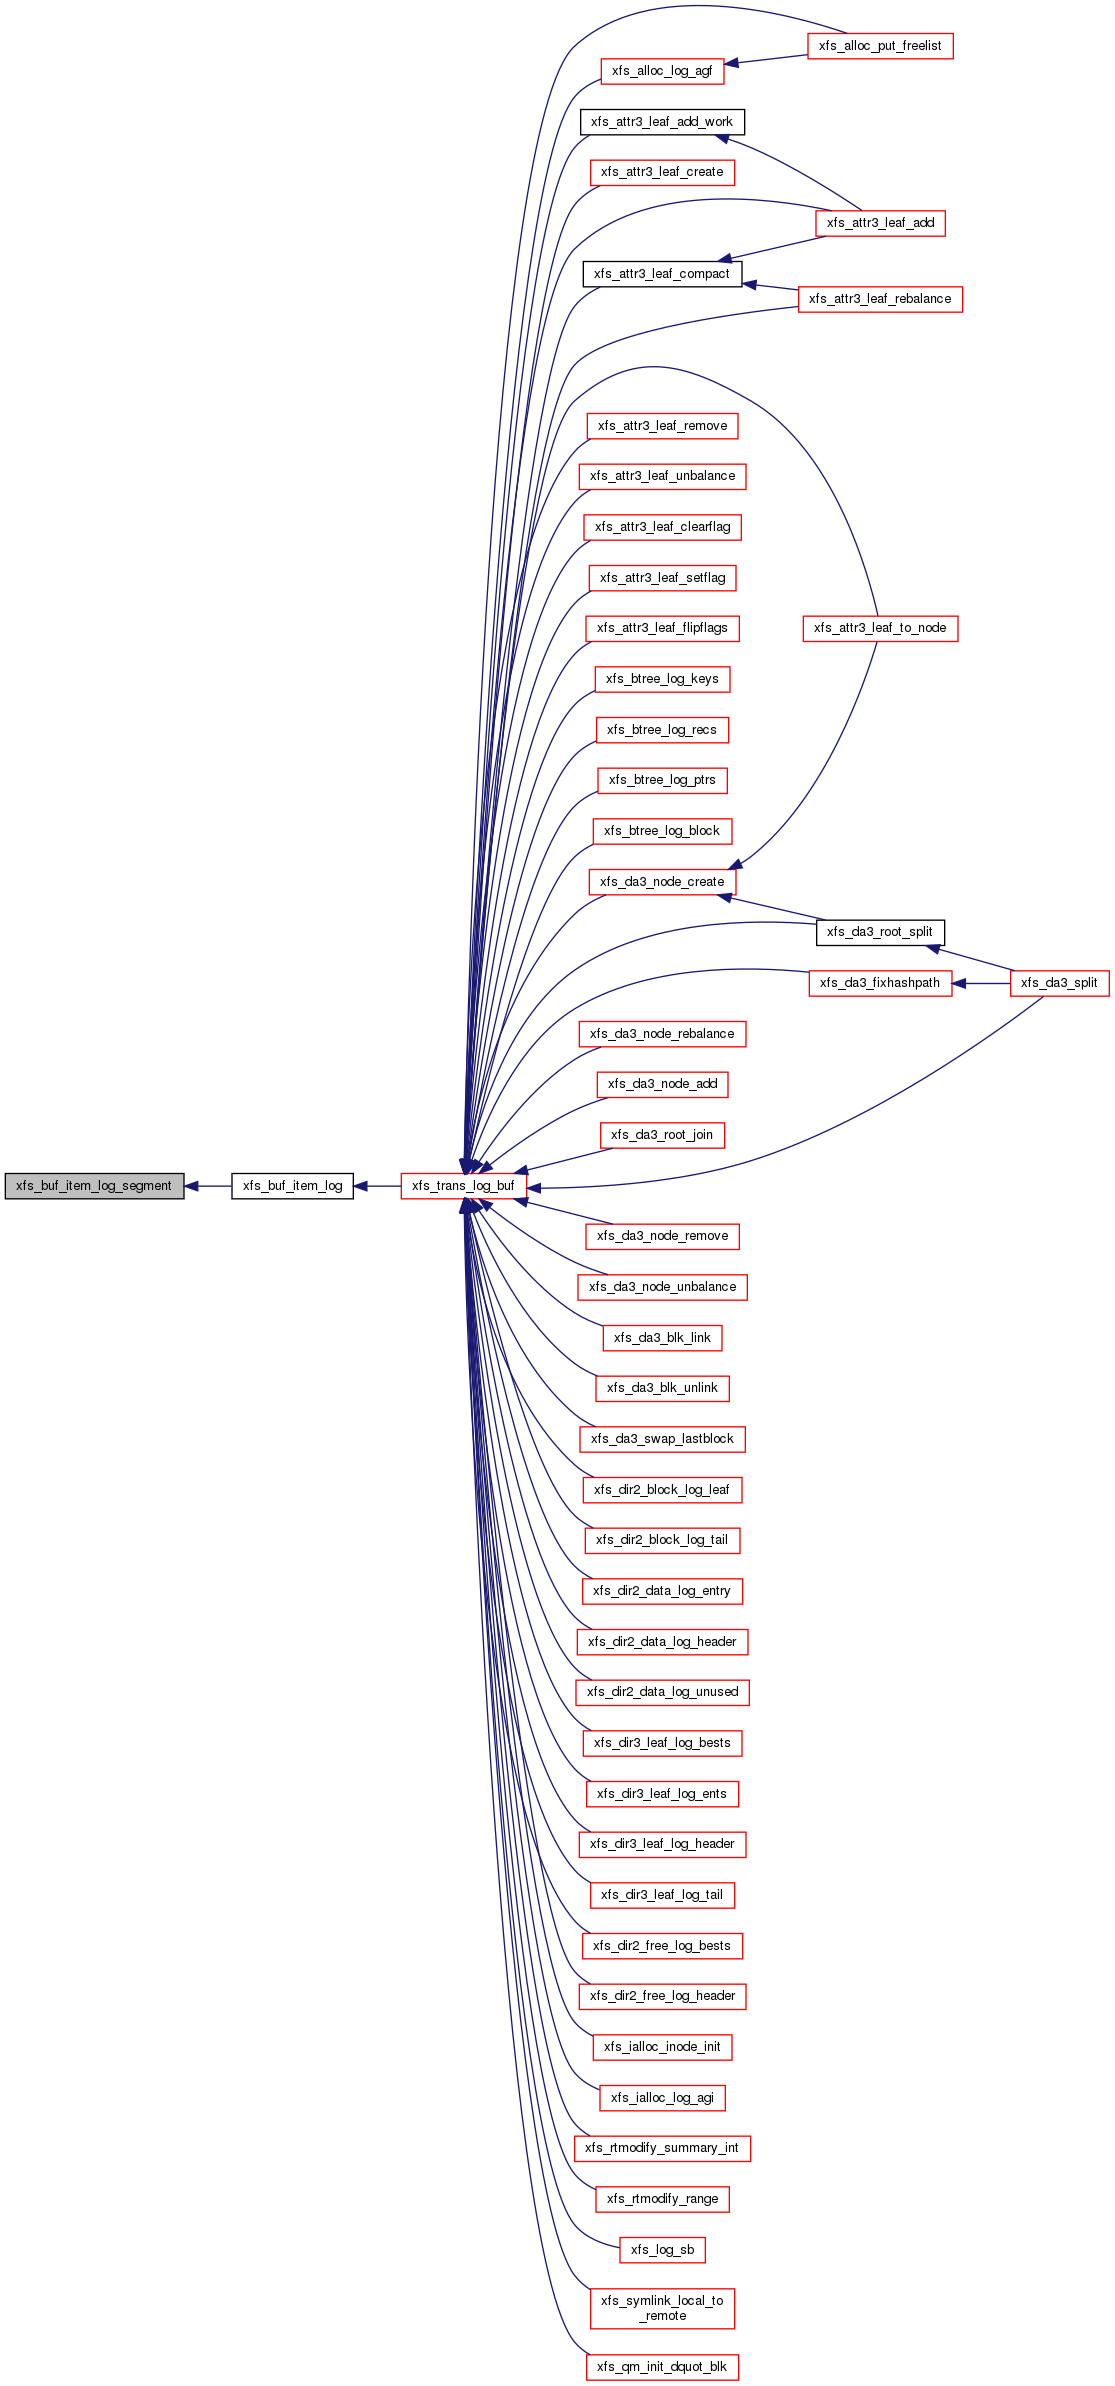 xfs_alloc_put_freelist
xfs_alloc_log_agf
xfs_attr3_leaf_add_work
xfs_attr3_leaf_create
xfs_attr3_leaf_add
xfs_attr3_leaf_compact
xfs_attr3_leaf_rebalance
xfs_attr3_leaf_remove
xfs_attr3_leaf_unbalance
xfs_attr3_leaf_clearflag
xfs_attr3_leaf_setflag
xfs_attr3_leaf_flipflags
xfs_attr3_leaf_to_node
xfs_btree_log_keys
xfs_btree_log_recs
xfs_btree_log_ptrs
xfs_btree_log_block
xfs_da3_node_create
xfs_da3_root_split
xfs_da3_fixhashpath
xfs_da3_split
xfs_da3_node_rebalance
xfs_da3_node_add
xfs_da3_root_join
xfs_buf_item_log_segment
xfs_buf_item_log
xfs_trans_log_buf
xfs_da3_node_remove
xfs_da3_node_unbalance
xfs_da3_blk_link
xfs_da3_blk_unlink
xfs_da3_swap_lastblock
xfs_dir2_block_log_leaf
xfs_dir2_block_log_tail
xfs_dir2_data_log_entry
xfs_dir2_data_log_header
xfs_dir2_data_log_unused
xfs_dir3_leaf_log_bests
xfs_dir3_leaf_log_ents
xfs_dir3_leaf_log_header
xfs_dir3_leaf_log_tail
xfs_dir2_free_log_bests
xfs_dir2_free_log_header
xfs_ialloc_inode_init
xfs_ialloc_log_agi
xfs_rtmodify_summary_int
xfs_rtmodify_range
xfs_log_sb
xfs_symlink_local_to
_remote
xfs_qm_init_dquot_blk